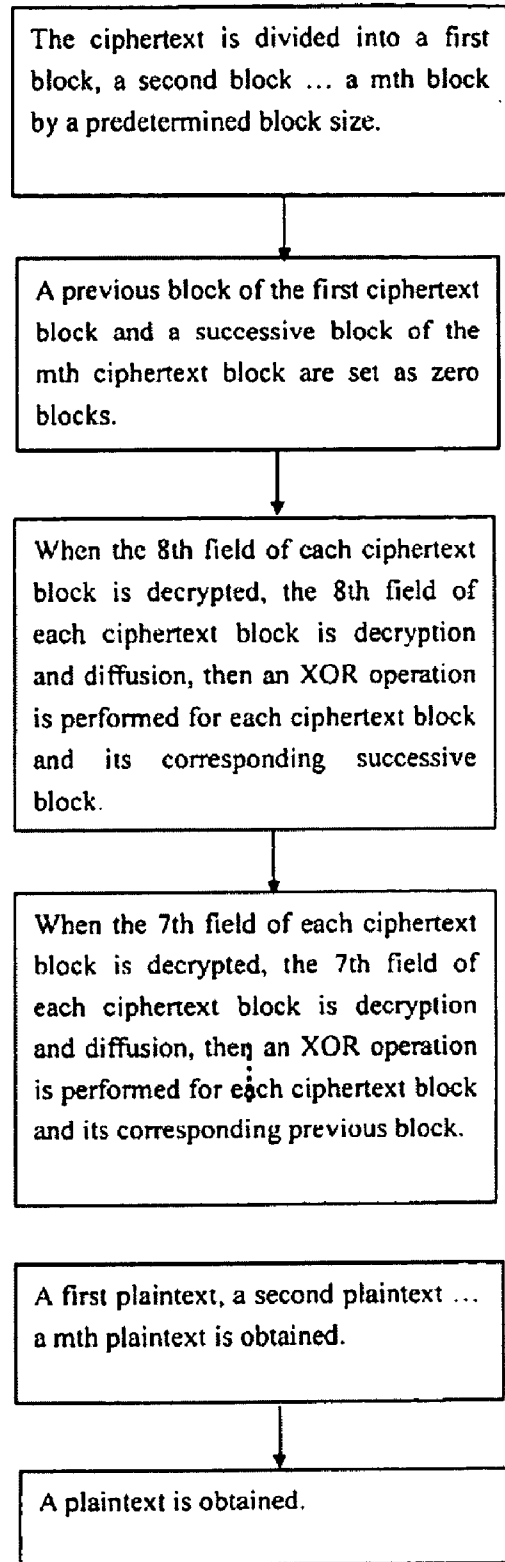 The ciphertext is divided into a first
block, a second block ... a mth block
by a predetermined block size.
A previous block of the first ciphertext
block and a successive block of the
mth ciphertext block are set as zero
blocks.
When the 8th field of each ciphertext
block is decrypted, the 8th field of
each ciphertext block is decryption
and diffusion, then an XOR operation
is performed for each ciphertext block
and its corresponding successive
block.
When the 7th field of each ciphertext
block is decrypted, the 7th field of
each ciphertext block is decryption
and diffusion, then an XOR operation
is performed for each ciphertext block
and its corresponding previous block.
A first plaintext, a second plaintext ...
a mth plaintext is obtained.
A plaintext is obtained.